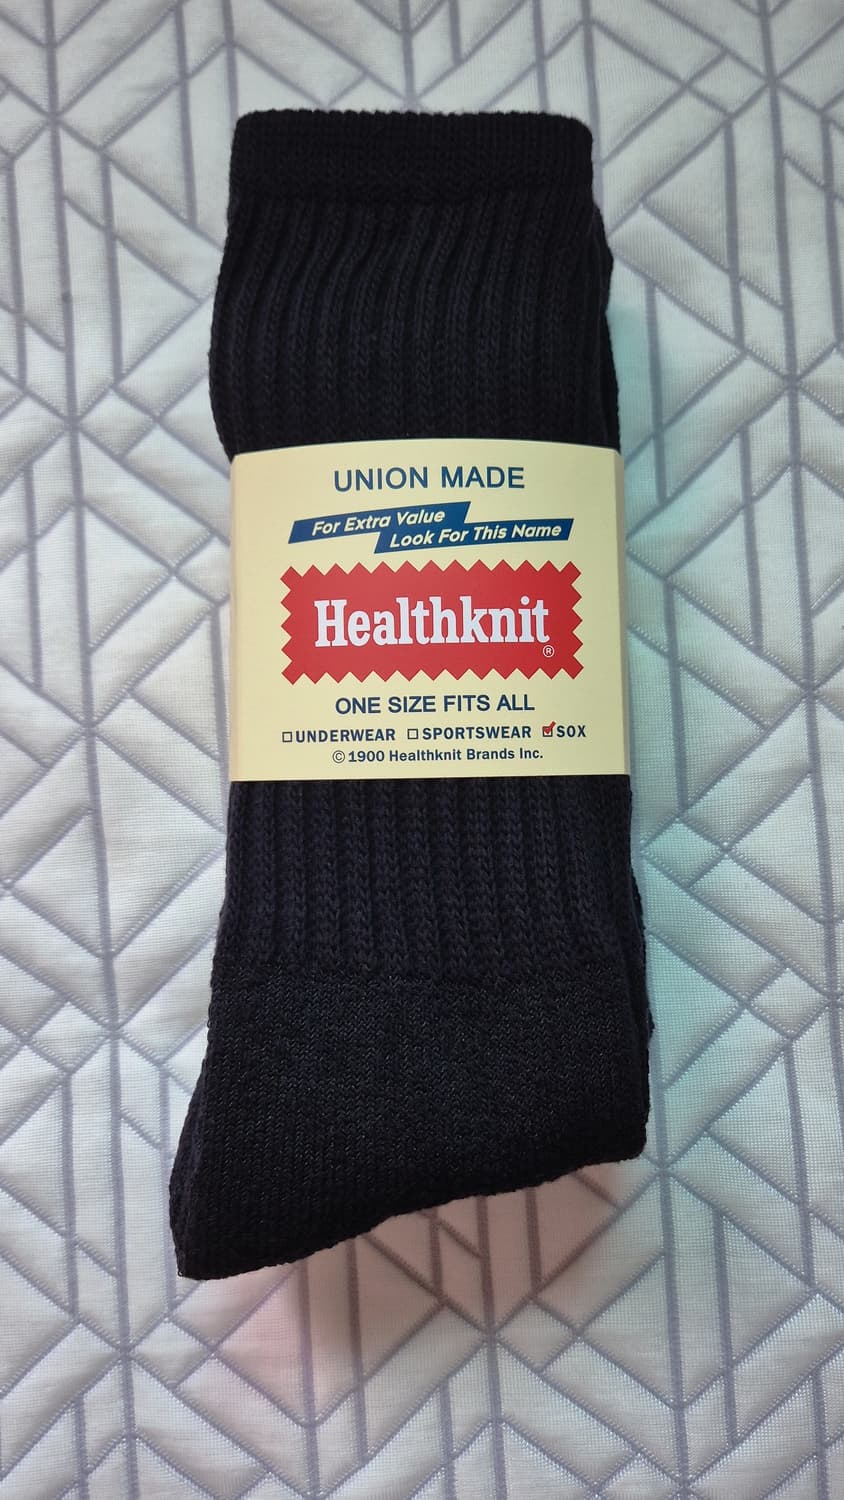 UNION MADE
For Extra Value
Look For This Name
Healthknit
®
ONE SIZE FITS ALL
☐UNDERWEAR ☐SPORTSWEAR ☑SOX
© 1900 Healthknit Brands Inc.